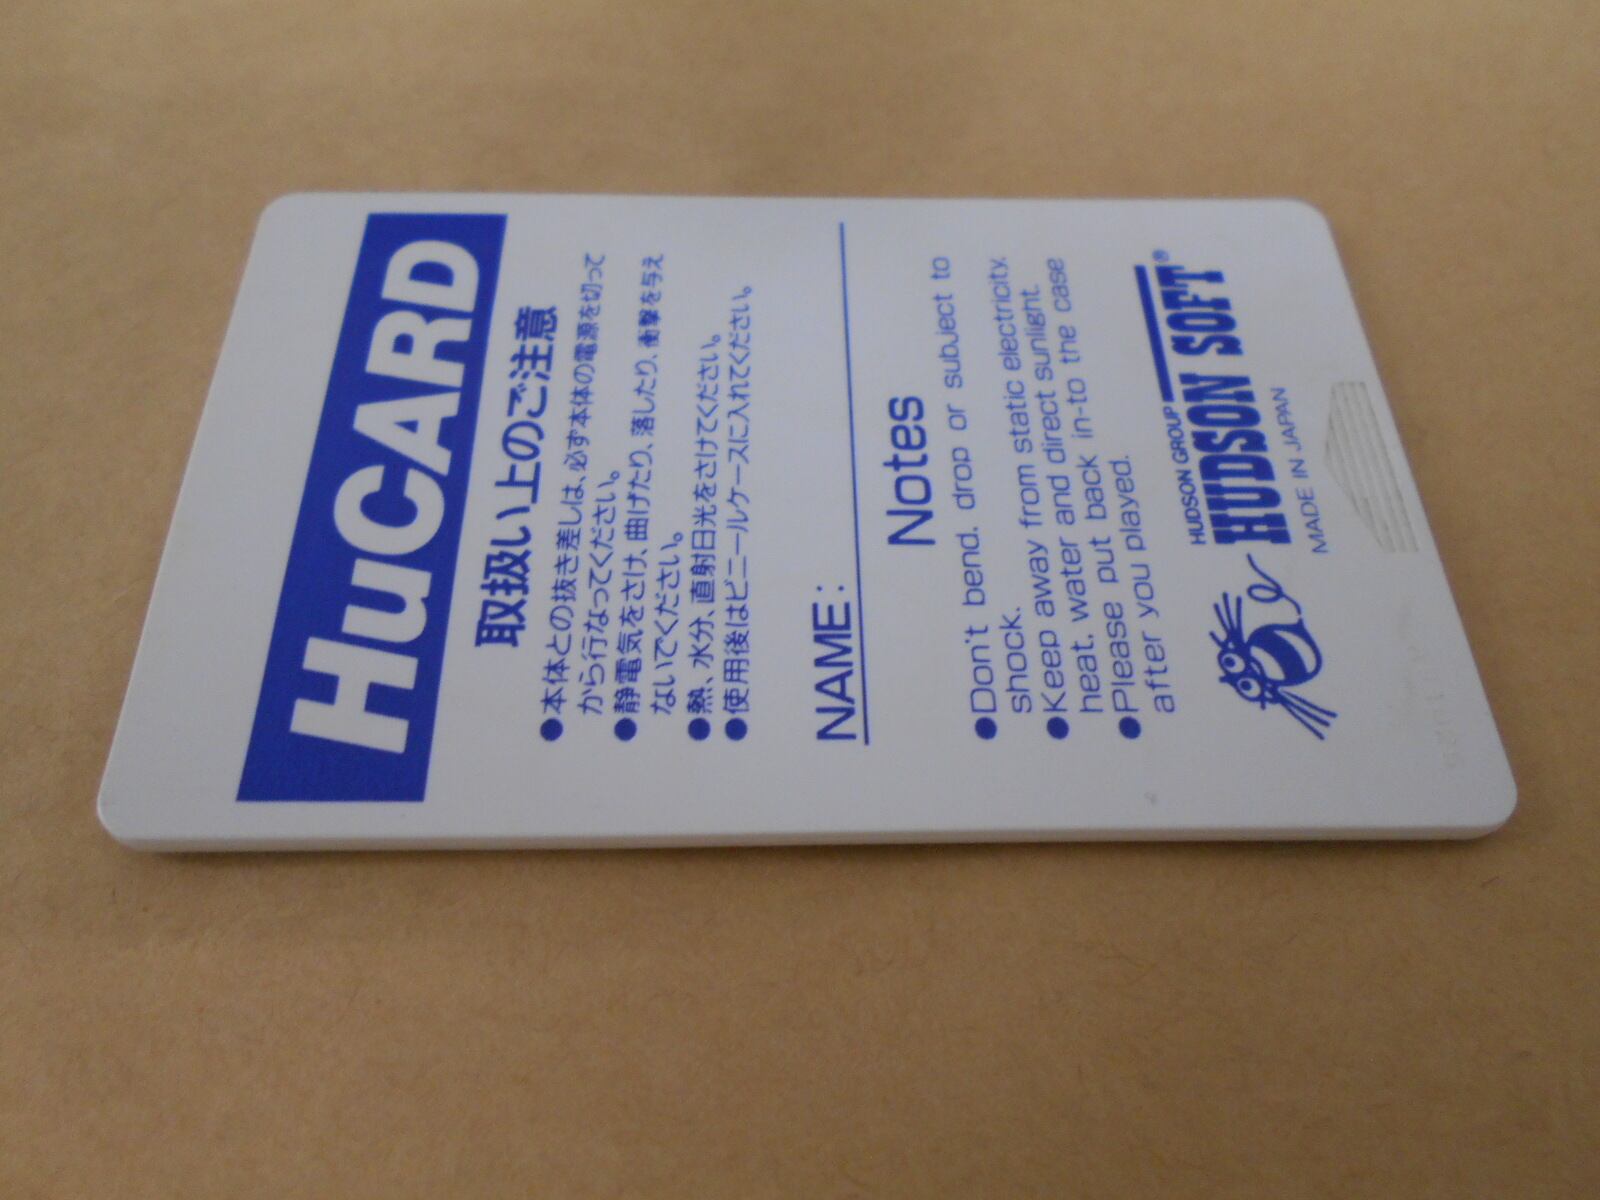 HuCARD
取扱い上のご注意
●本体との抜き差しは、必ず本体の電源を切って
から行なってください。
●静電気をさけ、曲げたり、落したり、衝撃を与え
ないでください。
●熱、水分、直射日光をさけてください。
●使用後はビニールケースに入れてください。
NAME:
Notes
●Don't bend. drop or subject to
shock.
●Keep away from static electricity.
heat. water and direct sunlight.
●Please put back in-to the case
after you played.
HUDSON GROUP
HUDSON SOFT®
MADE IN JAPAN